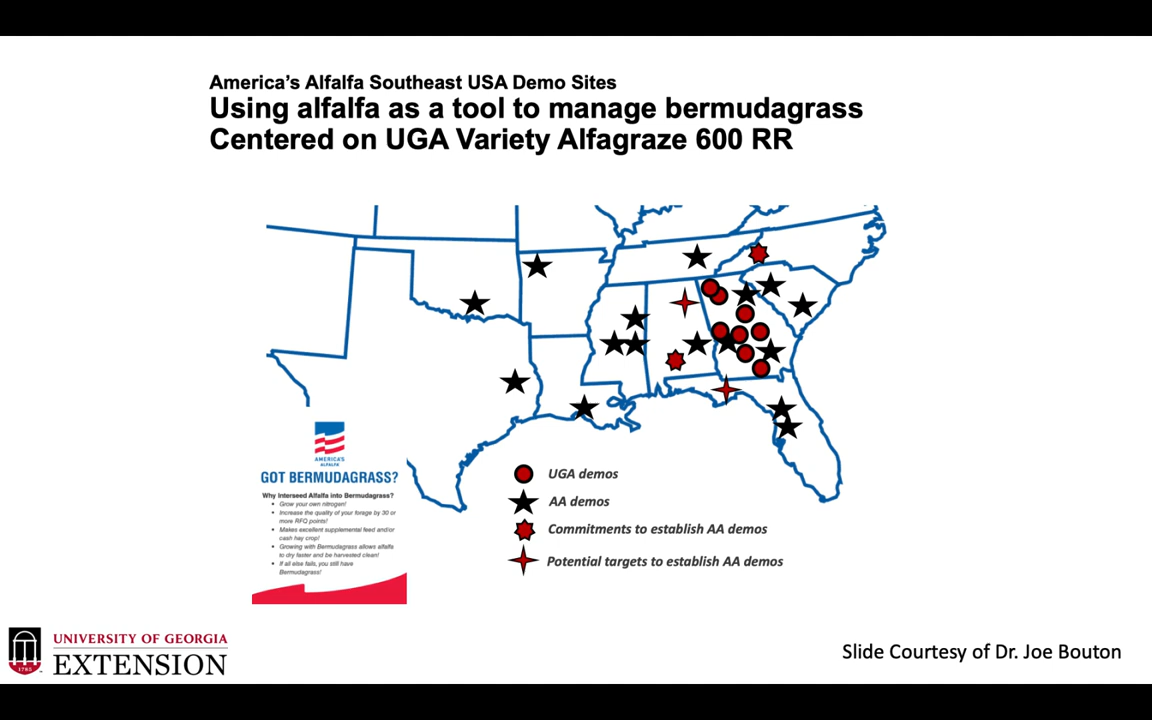 America's Alfalfa Southeast USA Demo Sites
Using alfalfa as a tool to manage bermudagrass
Centered on UGA Variety Alfagraze 600 RR
AMERICA'S
ALFALFA
GOT BERMUDAGRASS?
Why Interseed Alfalfa into Bermudagrass?
• Grow your own nitrogen!
• Increase the quality of your forage by 30 or
more RFQ points!
• Makes excellent supplemental feed and/or
cash hay crop!
• Growing with Bermudagrass allows alfalfa
to dry faster and be harvested clean!
• If all else fails, you still have
Bermudagrass!
UGA demos
AA demos
Commitments to establish AA demos
Potential targets to establish AA demos
1785
UNIVERSITY OF GEORGIA
EXTENSION
Slide Courtesy of Dr. Joe Bouton